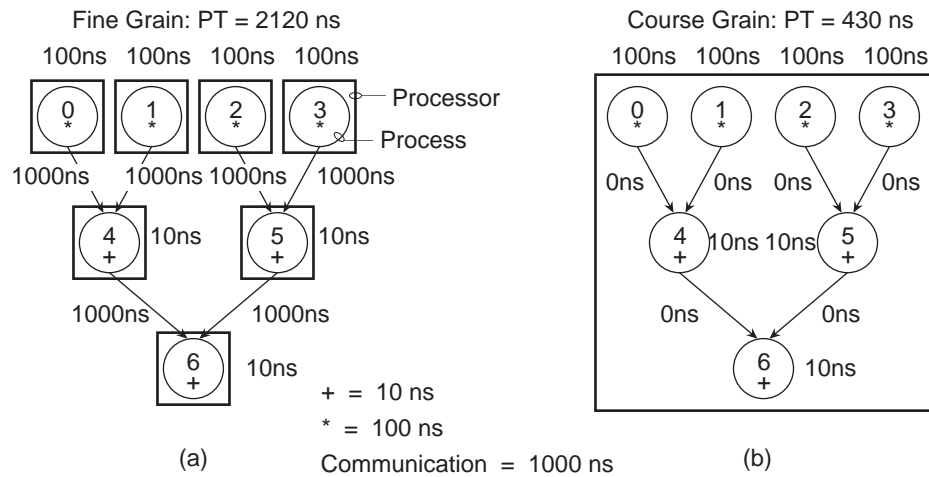 Fine Grain: PT = 2120 ns
Course Grain: PT = 430 ns
100ns 100ns 100ns 100ns
100ns 100ns 100ns 100ns
0 1 2 3
* * * *
Processor
Process
0 1 2 3
* * * *
1000ns 1000ns 1000ns 1000ns
0ns 0ns 0ns 0ns
4 10ns 5 10ns
+ +
4 10ns 10ns 5
+ +
1000ns 1000ns
0ns 0ns
6 10ns
+
6 10ns
+
+ = 10 ns
* = 100 ns
Communication = 1000 ns
(a)
(b)